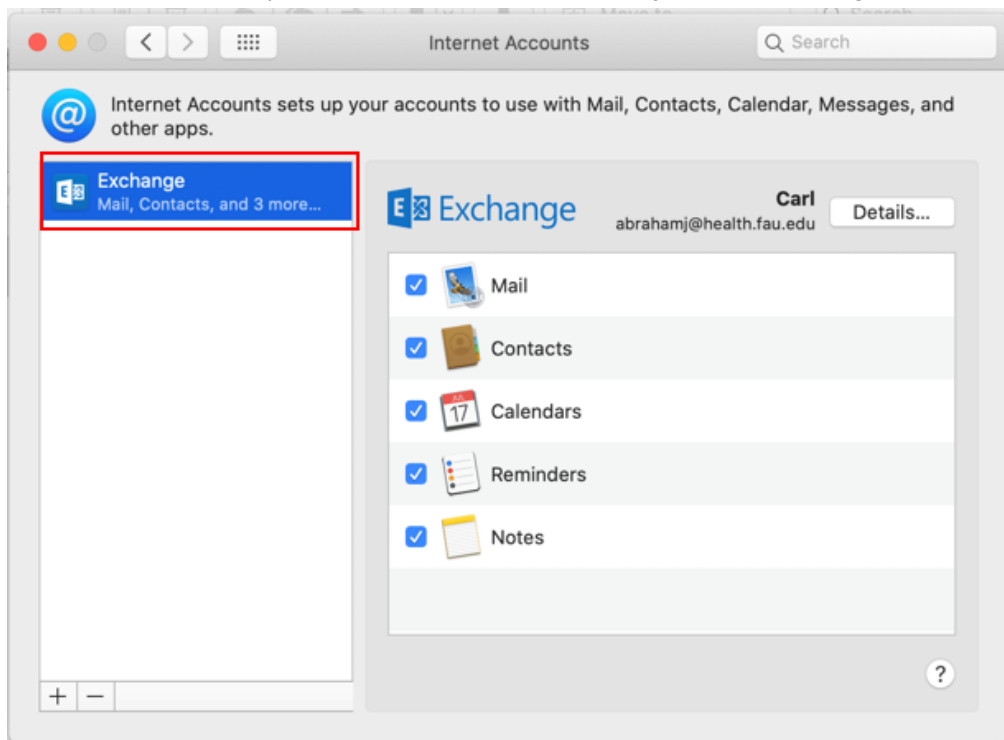 Internet Accounts
Search
Internet Accounts sets up your accounts to use with Mail, Contacts, Calendar, Messages, and
other apps.
Exchange
Mail, Contacts, and 3 more...
Exchange
Carl
abrahamj@health.fau.edu
Details...
Mail
Contacts
17
Calendars
Reminders
Notes
+ −
?